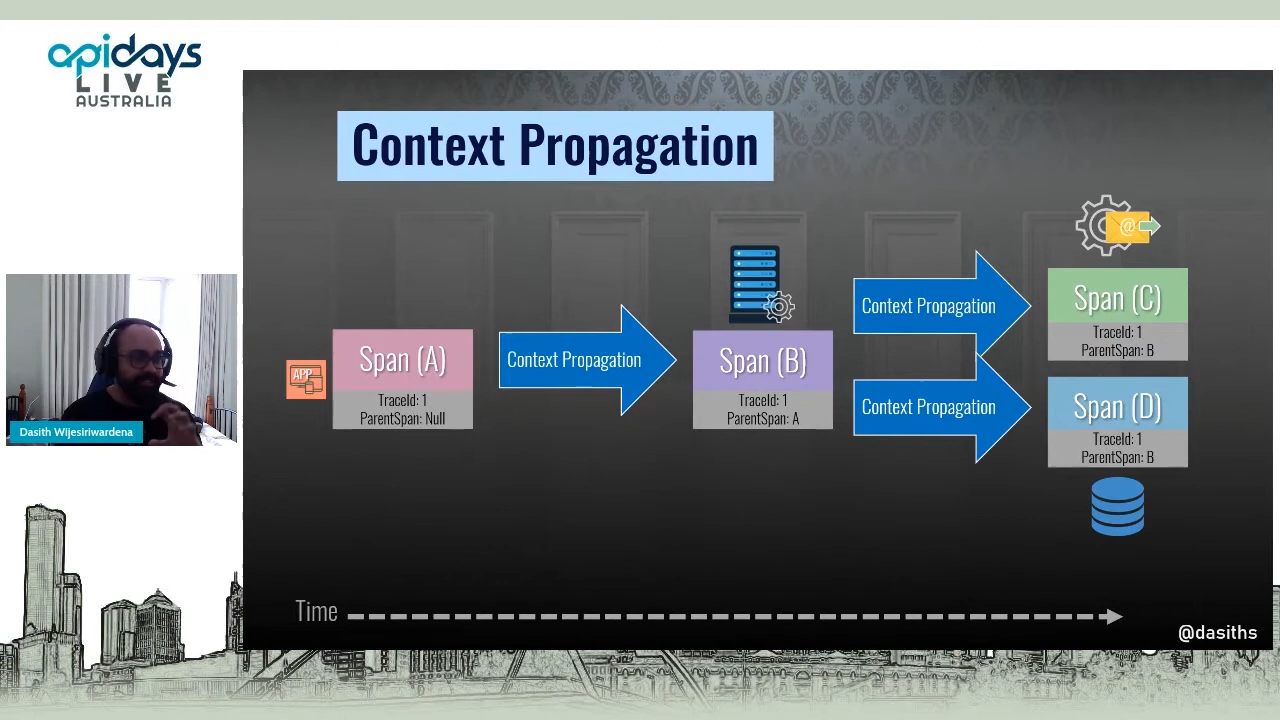 apidays
LIVE
AUSTRALIA
Context Propagation
@
Context Propagation
Span (C)
TraceId: 1
ParentSpan: B
APP
Span (A)
TraceId: 1
ParentSpan: Null
Context Propagation
Span (B)
TraceId: 1
ParentSpan: A
Context Propagation
Span (D)
TraceId: 1
ParentSpan: B
Dasith Wijesiriwardena
Time
@dasiths